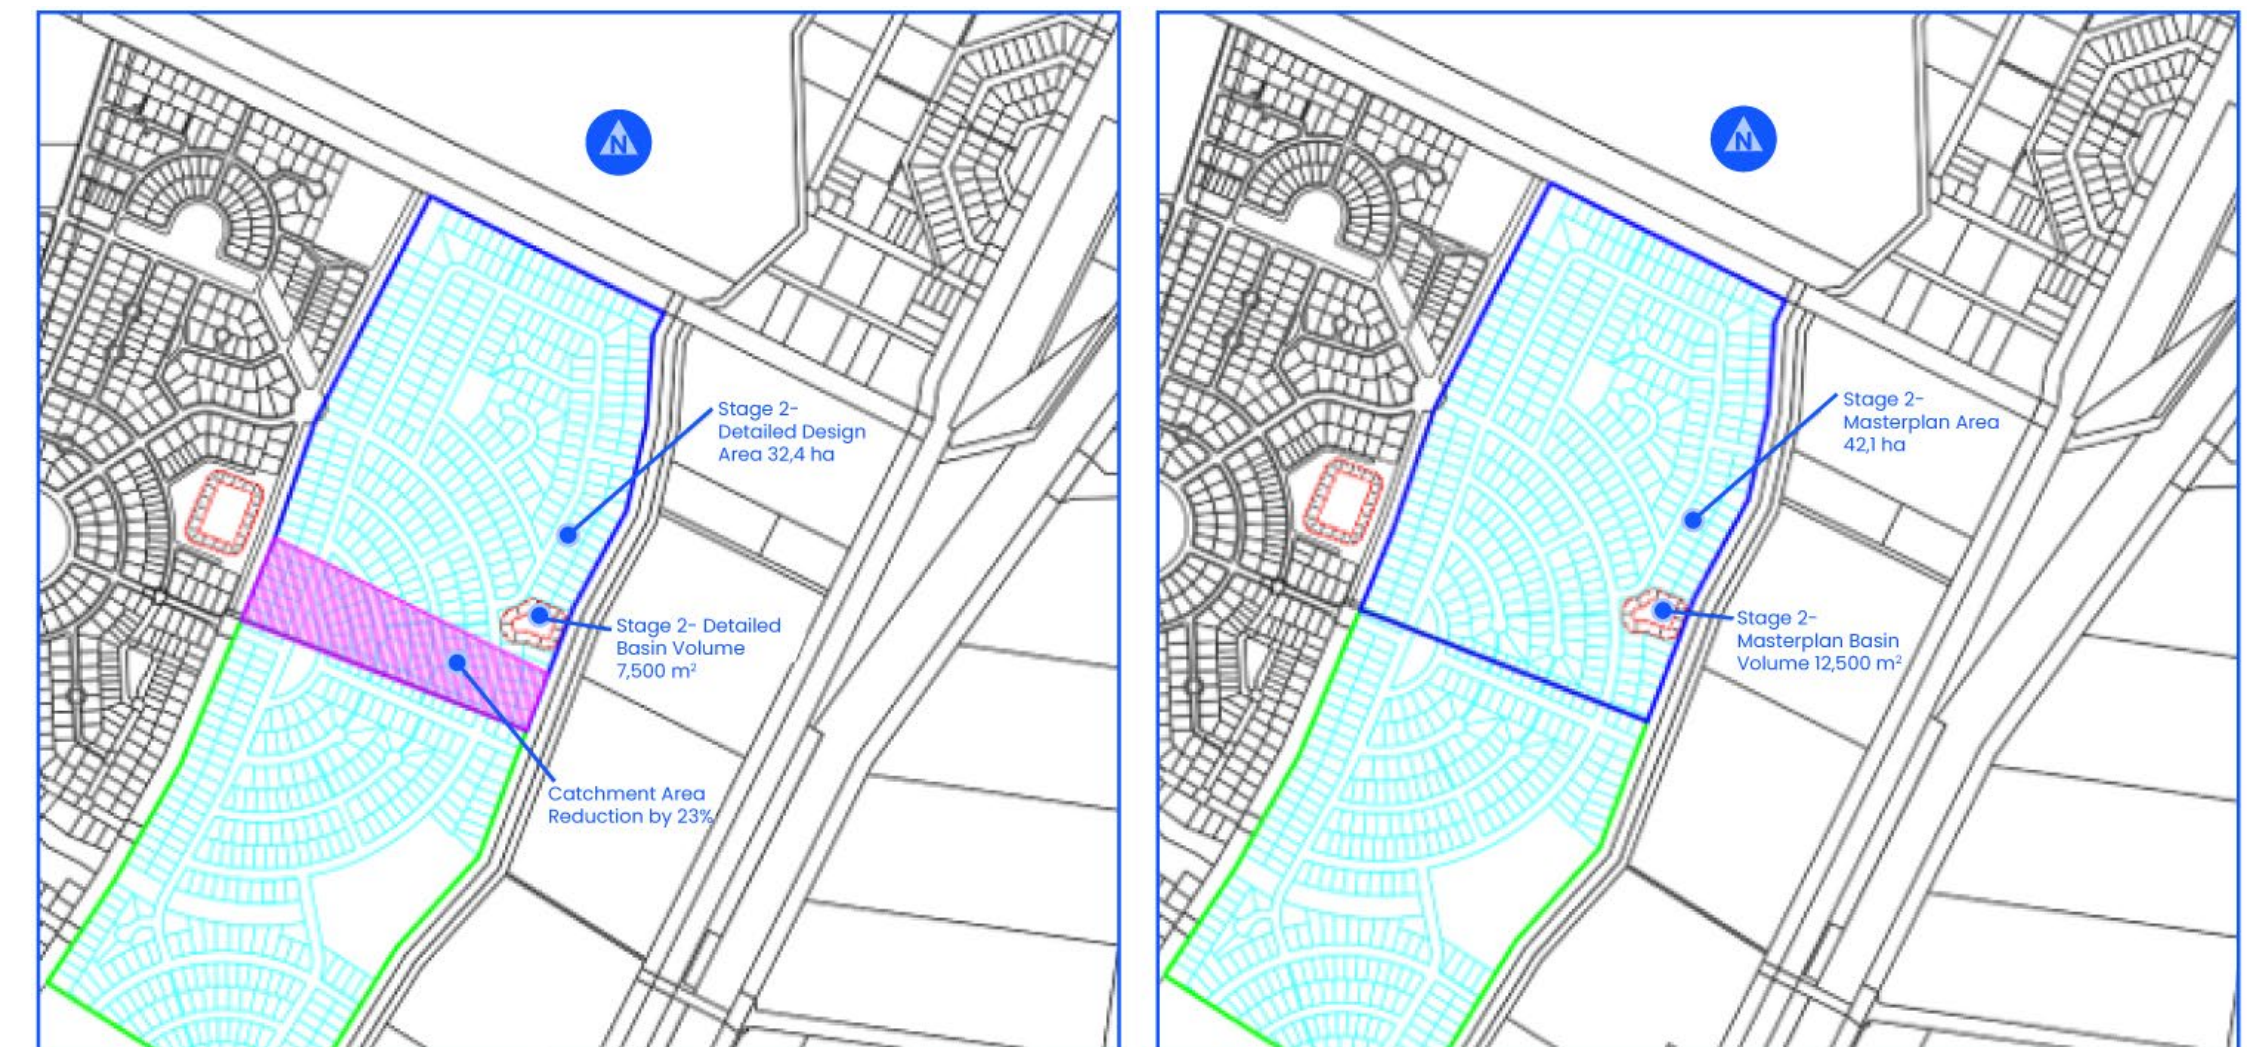 N
Stage 2-
Detailed Design
Area 32,4 ha
Stage 2- Detailed
Basin Volume
7,500 m²
Catchment Area
Reduction by 23%
N
Stage 2-
Masterplan Area
42,1 ha
Stage 2-
Masterplan Basin
Volume 12,500 m²